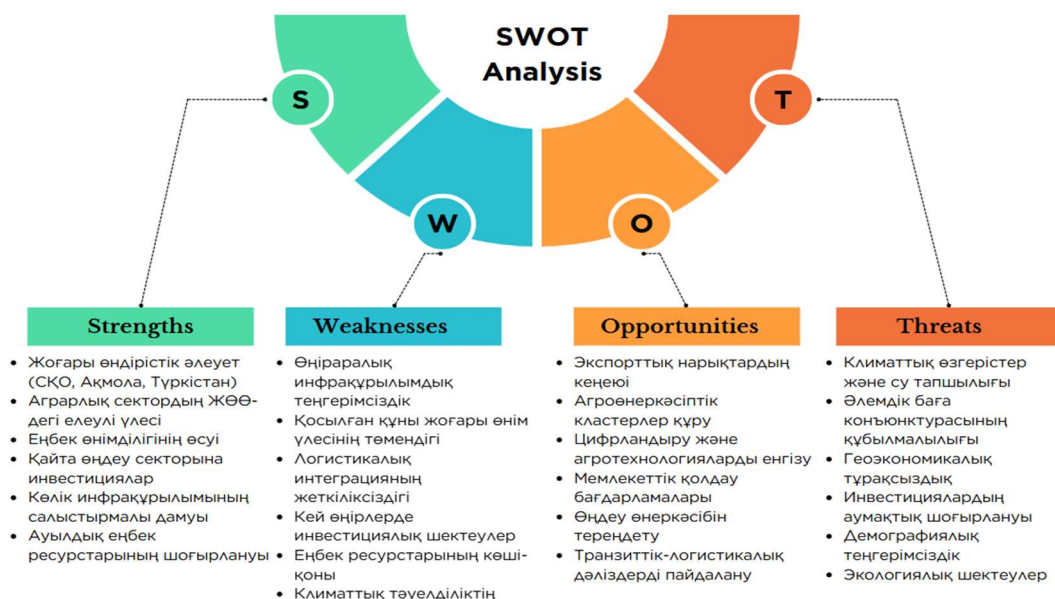 SWOT
Analysis
S
T
W
O
Strengths
• Жоғары өндірістік әлеует
(СҚО, Ақмола, Түркістан)
• Аграрлық сектордың ЖӨӨ-
дегі елеулі үлесі
• Еңбек өнімділігінің өсуі
• Қайта өңдеу секторына
инвестициялар
• Көлік инфрақұрылымының
салыстырмалы дамуы
• Ауылдық еңбек
ресурстарының шоғырлануы
Weaknesses
• Өңіраралық
инфрақұрылымдық
теңгерімсіздік
• Қосылған құны жоғары өнім
үлесінің төмендігі
• Логистикалық
интеграцияның
жеткіліксіздігі
• Кей өңірлерде
инвестициялық шектеулер
• Еңбек ресурстарының көші-
қоны
• Климаттық тәуелділіктің
Opportunities
• Экспорттық нарықтардың
кеңеюі
• Агроөнеркәсіптік
кластерлер құру
• Цифрландыру және
агротехнологияларды енгізу
• Мемлекеттік қолдау
бағдарламалары
• Өңдеу өнеркәсібін
тереңдету
• Транзиттік-логистикалық
дәліздерді пайдалану
Threats
• Климаттық өзгерістер
және су тапшылығы
• Әлемдік баға
конъюнктурасының
құбылмалылығы
• Геоэкономикалық
тұрақсыздық
• Инвестициялардың
аумақтық шоғырлануы
• Демографиялық
теңгерімсіздік
• Экологиялық шектеулер